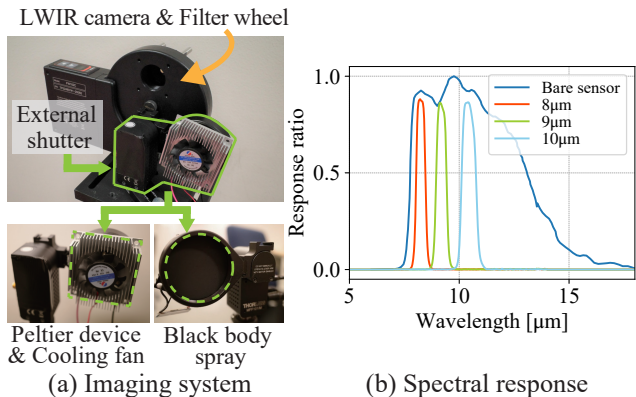 LWIR camera & Filter wheel
External
shutter
Peltier device
& Cooling fan
Black body
spray
(a) Imaging system
Response ratio
1.0
0.5
0.0
Bare sensor
8μm
9μm
10μm
5
10
15
Wavelength [μm]
(b) Spectral response